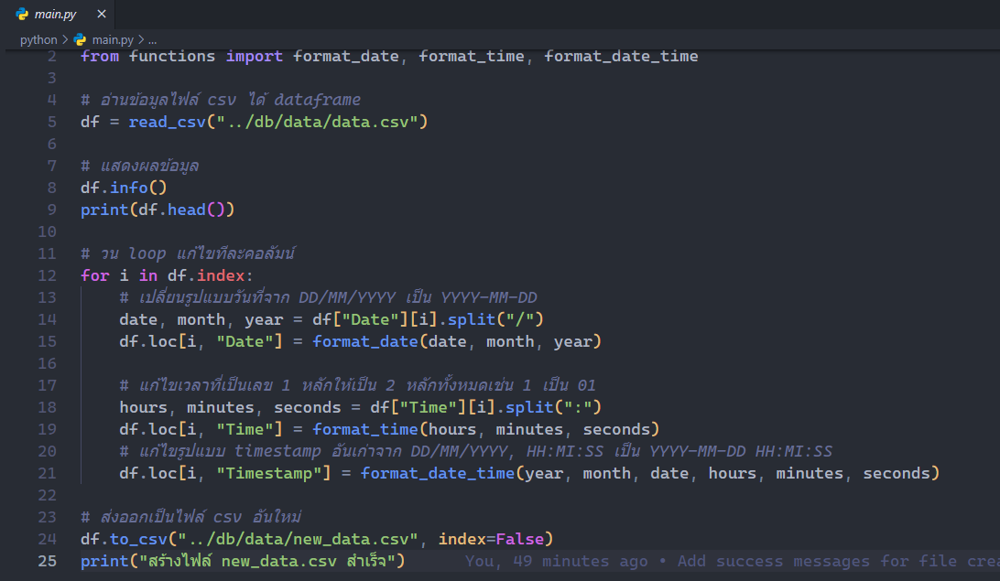 main.py
python > main.py > ...
2 from functions import format_date, format_time, format_date_time
3
4 # อ่านข้อมูลไฟล์ csv ได้ dataframe
5 df = read_csv("../db/data/data.csv")
6
7 # แสดงผลข้อมูล
8 df.info()
9 print(df.head())
10
11 # วน loop แก้ไขทีละคอลัมน์
12 for i in df.index:
13 # เปลี่ยนรูปแบบวันที่จาก DD/MM/YYYY เป็น YYYY-MM-DD
14 date, month, year = df["Date"][i].split("/")
15 df.loc[i, "Date"] = format_date(date, month, year)
16
17 # แก้ไขเวลาที่เป็นเลข 1 หลักให้เป็น 2 หลักทั้งหมดเช่น 1 เป็น 01
18 hours, minutes, seconds = df["Time"][i].split(":")
19 df.loc[i, "Time"] = format_time(hours, minutes, seconds)
20 # แก้ไขรูปแบบ timestamp อันเก่าจาก DD/MM/YYYY, HH:MI:SS เป็น YYYY-MM-DD HH:MI:SS
21 df.loc[i, "Timestamp"] = format_date_time(year, month, date, hours, minutes, seconds)
22
23 # ส่งออกเป็นไฟล์ csv อันใหม่
24 df.to_csv("../db/data/new_data.csv", index=False)
25 print("สร้างไฟล์ new_data.csv สำเร็จ") You, 49 minutes ago • Add success messages for file crea